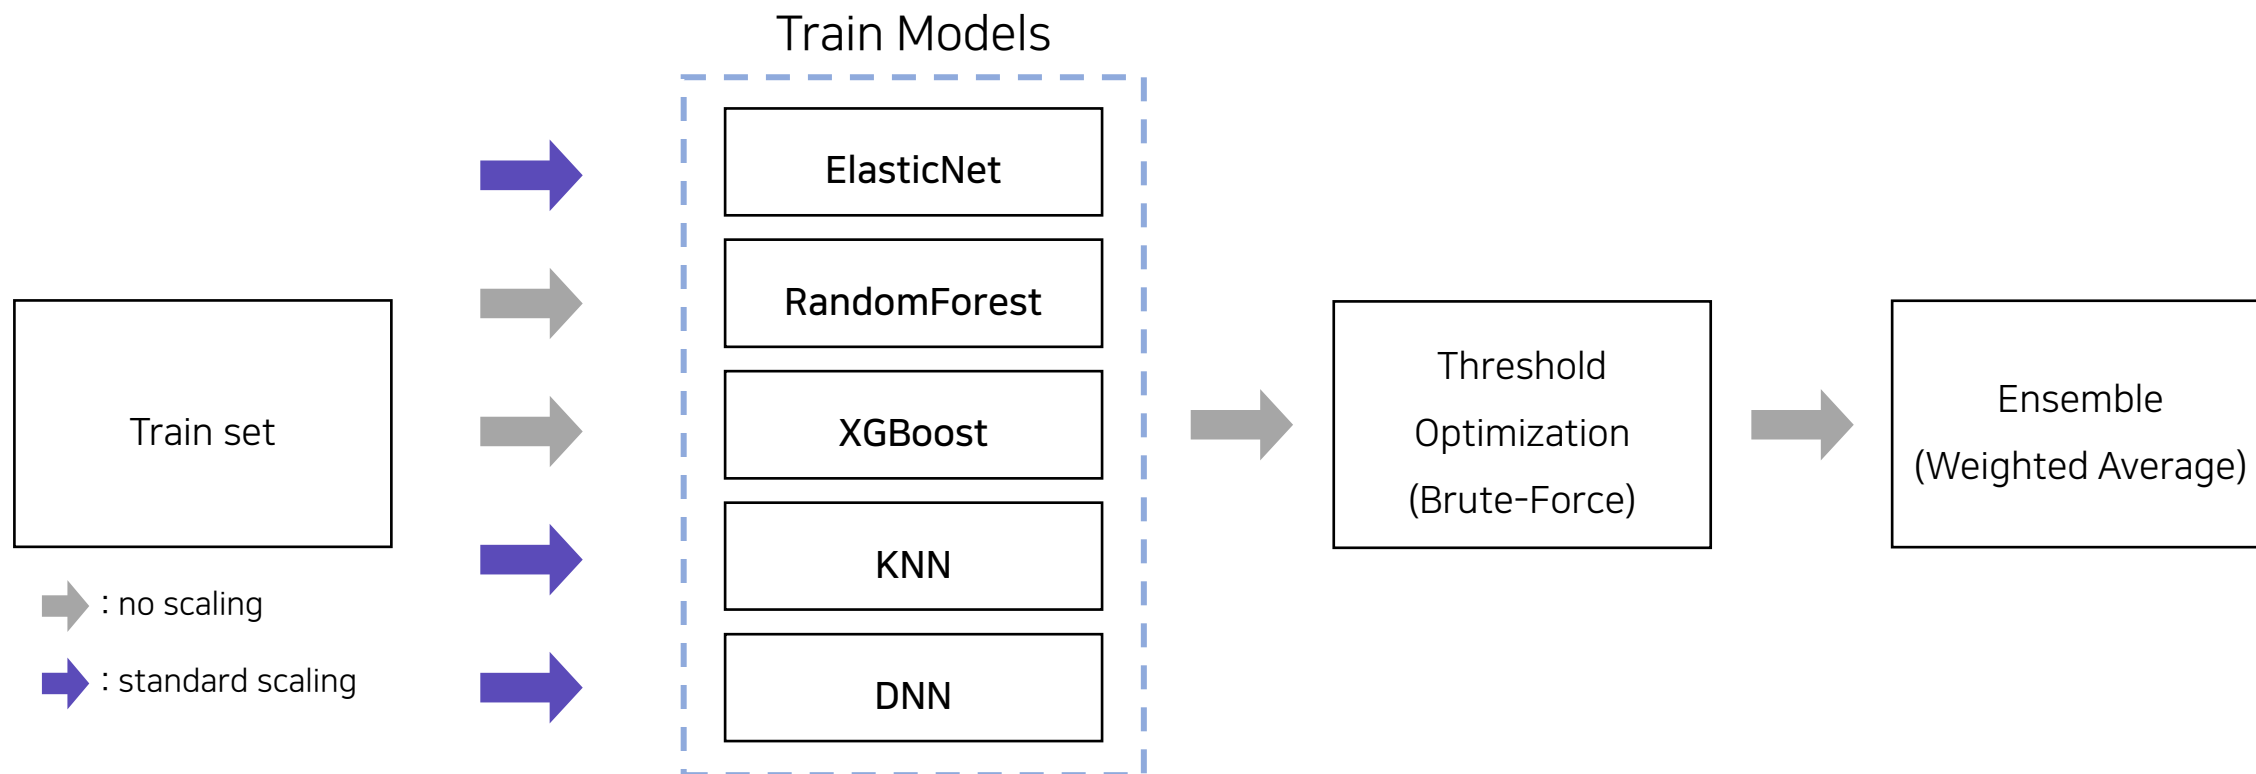 Train Models
ElasticNet
RandomForest
XGBoost
KNN
DNN
Train set
: no scaling
: standard scaling
Threshold
Optimization
(Brute-Force)
Ensemble
(Weighted Average)